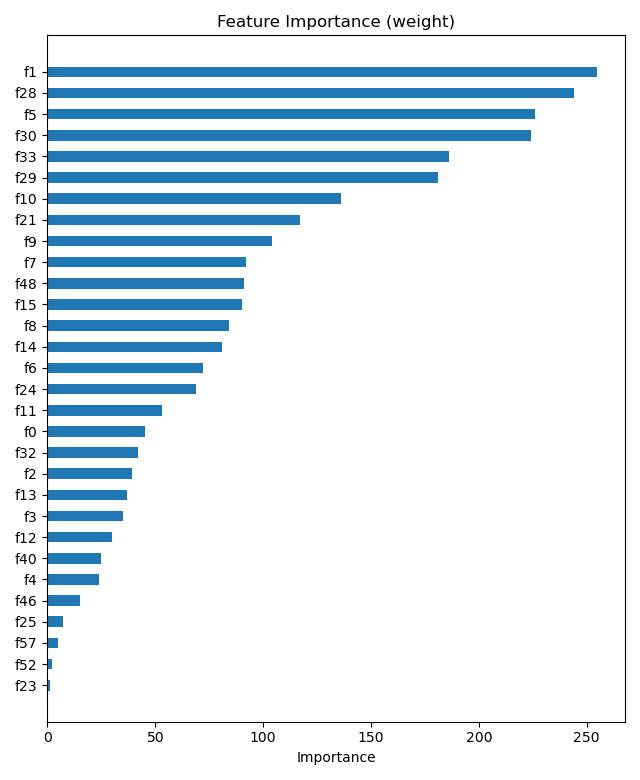 Feature Importance (weight)
f1
f28
f5
f30
f33
f29
f10
f21
f9
f7
f48
f15
f8
f14
f6
f24
f11
f0
f32
f2
f13
f3
f12
f40
f4
f46
f25
f57
f52
f23
0 50 100 150 200 250
Importance